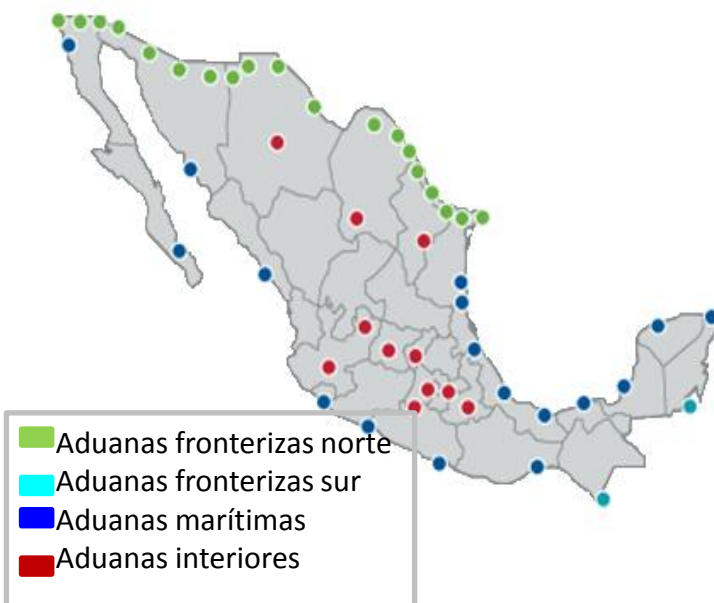 Aduanas fronterizas norte
Aduanas fronterizas sur
Aduanas marítimas
Aduanas interiores